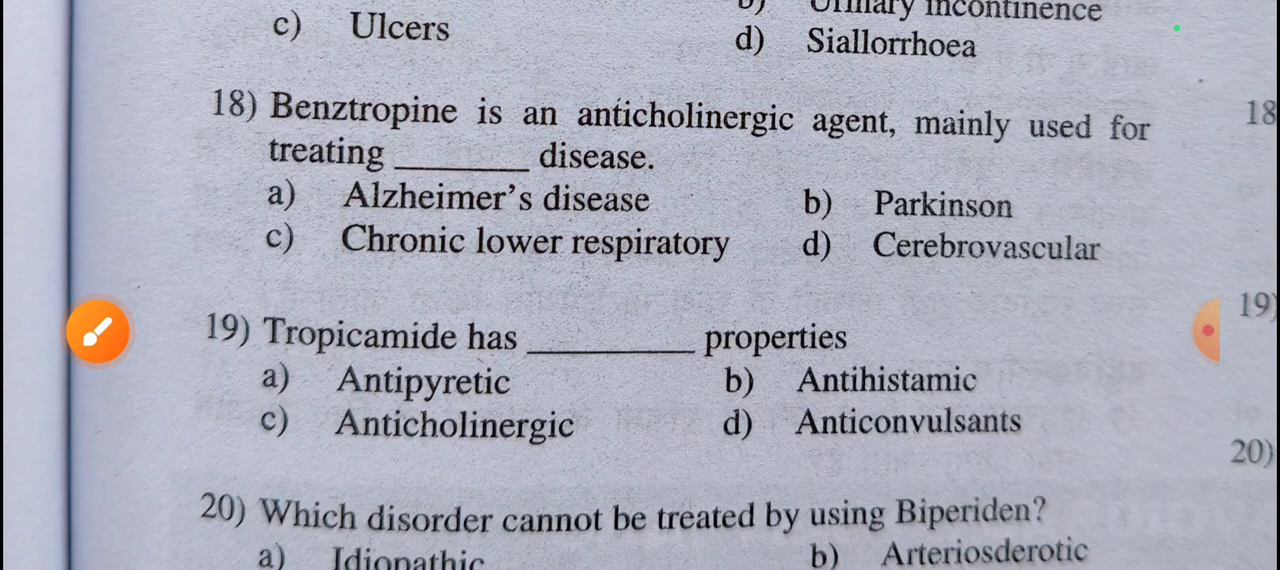 c) Ulcers
b) Urinary incontinence
d) Siallorrhoea
18) Benztropine is an anticholinergic agent, mainly used for
treating ________ disease.
a) Alzheimer's disease
b) Parkinson
c) Chronic lower respiratory
d) Cerebrovascular
19) Tropicamide has __________ properties
a) Antipyretic
b) Antihistamic
c) Anticholinergic
d) Anticonvulsants
20) Which disorder cannot be treated by using Biperiden?
a) Idiopathic
b) Arteriosderotic
18
19)
20)